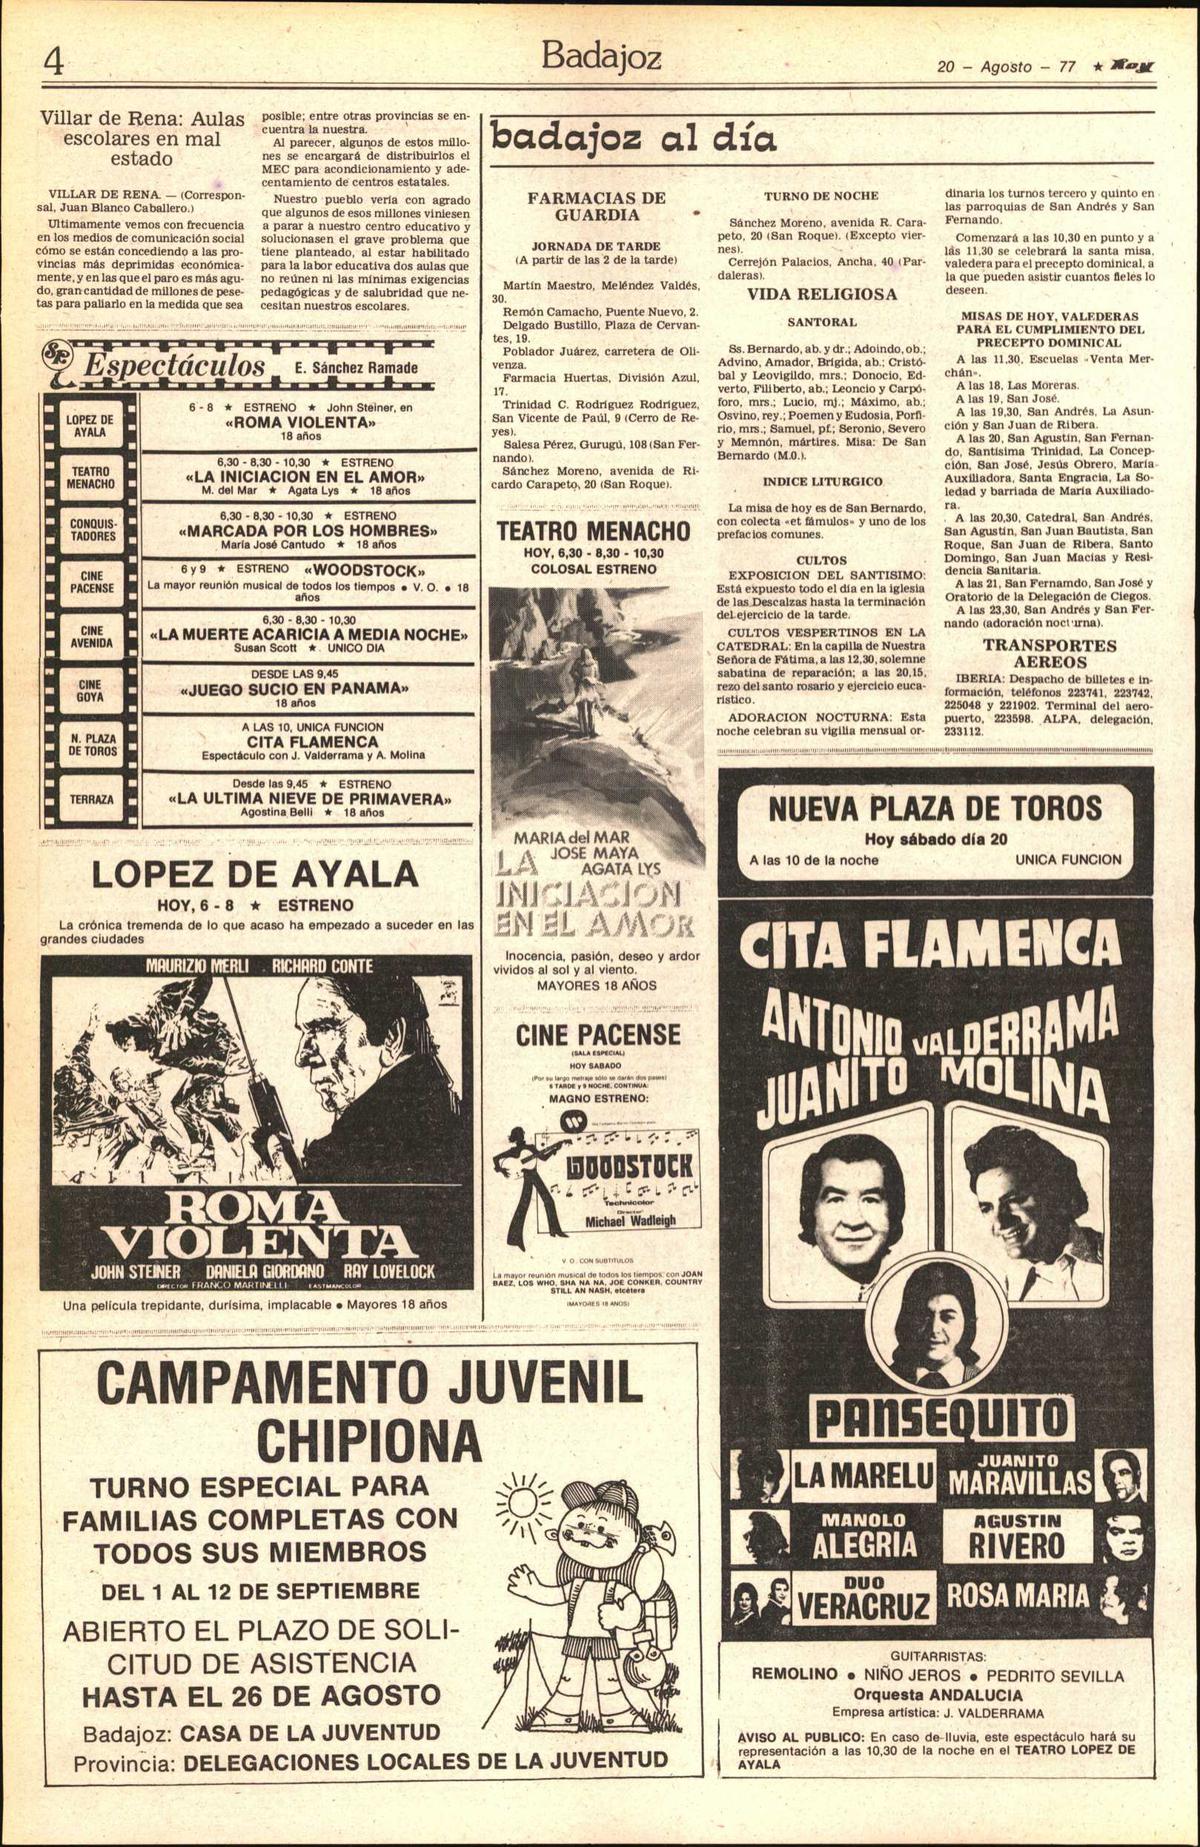 4
Badajoz
20 - Agosto - 77 ★ Hoy
Villar de Rena: Aulas
escolares en mal
estado
VILLAR DE RENA. — (Correspon-
sal, Juan Blanco Caballero.)
Ultimamente vemos con frecuencia
en los medios de comunicación social
cómo se están concediendo a las pro-
vincias más deprimidas económica-
mente, y en las que el paro es más agu-
do, gran cantidad de millones de pese-
tas para paliarlo en la medida que sea
posible; entre otras provincias se en-
cuentra la nuestra.
Al parecer, algunos de estos millo-
nes se encargará de distribuirlos el
MEC para acondicionamiento y ade-
centamiento de centros estatales.
Nuestro pueblo vería con agrado
que algunos de esos millones viniesen
a parar a nuestro centro educativo y
solucionasen el grave problema que
tiene planteado, al estar habilitado
para la labor educativa dos aulas que
no reúnen ni las mínimas exigencias
pedagógicas y de salubridad que ne-
cesitan nuestros escolares.
SR
Espectáculos E. Sánchez Ramade
LOPEZ DE
AYALA
6 - 8 ★ ESTRENO ★ John Steiner, en
«ROMA VIOLENTA»
18 años
TEATRO
MENACHO
6,30 - 8,30 - 10,30 ★ ESTRENO
«LA INICIACION EN EL AMOR»
M. del Mar ★ Agata Lys ★ 18 años
CONQUIS-
TADORES
6,30 - 8,30 - 10,30 ★ ESTRENO
«MARCADA POR LOS HOMBRES»
María José Cantudo ★ 18 años
CINE
PACENSE
6 y 9 ★ ESTRENO «WOODSTOCK»
La mayor reunión musical de todos los tiempos ● V. O. ● 18
años
CINE
AVENIDA
6,30 - 8,30 - 10,30
«LA MUERTE ACARICIA A MEDIA NOCHE»
Susan Scott ★ UNICO DIA
CINE
GOYA
DESDE LAS 9,45
«JUEGO SUCIO EN PANAMA»
18 años
N. PLAZA
DE TOROS
A LAS 10, UNICA FUNCION
CITA FLAMENCA
Espectáculo con J. Valderrama y A. Molina
TERRAZA
Desde las 9,45 ★ ESTRENO
«LA ULTIMA NIEVE DE PRIMAVERA»
Agostina Belli ★ 18 años
LOPEZ DE AYALA
HOY, 6 - 8 ★ ESTRENO
La crónica tremenda de lo que acaso ha empezado a suceder en las
grandes ciudades
MAURIZIO MERLI RICHARD CONTE
ROMA
VIOLENTA
JOHN STEINER DANIELA GIORDANO RAY LOVELOCK
DIRECTOR FRANCO MARTINELLI EASTMANCOLOR
Una película trepidante, durísima, implacable ● Mayores 18 años
badajoz al día
FARMACIAS DE
GUARDIA
JORNADA DE TARDE
(A partir de las 2 de la tarde)
Martín Maestro, Meléndez Valdés,
30.
Remón Camacho, Puente Nuevo, 2.
Delgado Bustillo, Plaza de Cervan-
tes, 19.
Poblador Juárez, carretera de Oli-
venza.
Farmacia Huertas, División Azul,
17.
Trinidad C. Rodríguez Rodríguez,
San Vicente de Paúl, 9 (Cerro de Re-
yes).
Salesa Pérez, Gurugú, 108 (San Fer-
nando).
Sánchez Moreno, avenida de Ri-
cardo Carapeto, 20 (San Roque).
TEATRO MENACHO
HOY, 6,30 - 8,30 - 10,30
COLOSAL ESTRENO
MARIA del MAR
JOSE MAYA
AGATA LYS
LA
INICIACION
EN EL AMOR
Inocencia, pasión, deseo y ardor
vividos al sol y al viento.
MAYORES 18 AÑOS
CINE PACENSE
(SALA ESPECIAL)
HOY SABADO
(Por su largo metraje sólo se darán dos pases)
6 TARDE y 9 NOCHE, CONTINUA:
MAGNO ESTRENO:
WOODSTOCK
Technicolor
Director
Michael Wadleigh
V. O. CON SUBTITULOS
La mayor reunión musical de todos los tiempos: con JOAN
BAEZ, LOS WHO, SHA NA NA, JOE CONKER, COUNTRY
STILL AN NASH, etcétera
(MAYORES 18 AÑOS)
TURNO DE NOCHE
Sánchez Moreno, avenida R. Cara-
peto, 20 (San Roque). (Excepto vier-
nes).
Cerrejón Palacios, Ancha, 40 (Par-
daleras).
VIDA RELIGIOSA
SANTORAL
Ss. Bernardo, ab. y dr.; Adoindo, ob.;
Advino, Amador, Brigida, ab.; Cristó-
bal y Leovigildo, mrs.; Donocio, Ed-
verto, Filiberto, ab.; Leoncio y Carpó-
foro, mrs.; Lucio, mj.; Máximo, ab.;
Osvino, rey.; Poemen y Eudosia, Porfi-
rio, mrs.; Samuel, pf.; Seronio, Severo
y Memnón, mártires. Misa: De San
Bernardo (M.O.).
INDICE LITURGICO
La misa de hoy es de San Bernardo,
con colecta «et fámulos» y uno de los
prefacios comunes.
CULTOS
EXPOSICION DEL SANTISIMO:
Está expuesto todo el día en la iglesia
de las Descalzas hasta la terminación
del ejercicio de la tarde.
CULTOS VESPERTINOS EN LA
CATEDRAL: En la capilla de Nuestra
Señora de Fátima, a las 12,30, solemne
sabatina de reparación; a las 20,15,
rezo del santo rosario y ejercicio euca-
rístico.
ADORACION NOCTURNA: Esta
noche celebran su vigilia mensual or-
dinaria los turnos tercero y quinto en
las parroquias de San Andrés y San
Fernando.
Comenzará a las 10,30 en punto y a
las 11,30 se celebrará la santa misa,
valedera para el precepto dominical, a
la que pueden asistir cuantos fieles lo
deseen.
MISAS DE HOY, VALEDERAS
PARA EL CUMPLIMIENTO DEL
PRECEPTO DOMINICAL
A las 11,30, Escuelas «Venta Mer-
chán».
A las 18, Las Moreras.
A las 19, San José.
A las 19,30, San Andrés, La Asun-
ción y San Juan de Ribera.
A las 20, San Agustín, San Fernan-
do, Santísima Trinidad, La Concep-
ción, San José, Jesús Obrero, María
Auxiliadora, Santa Engracia, La So-
ledad y barriada de María Auxiliado-
ra.
A las 20,30, Catedral, San Andrés,
San Agustín, San Juan Bautista, San
Roque, San Juan de Ribera, Santo
Domingo, San Juan Macías y Resi-
dencia Sanitaria.
A las 21, San Fernamdo, San José y
Oratorio de la Delegación de Ciegos.
A las 23,30, San Andrés y San Fer-
nando (adoración nocturna).
TRANSPORTES
AEREOS
IBERIA: Despacho de billetes e in-
formación, teléfonos 223741, 223742,
225048 y 221902. Terminal del aero-
puerto, 223598. ALPA, delegación,
233112.
NUEVA PLAZA DE TOROS
Hoy sábado día 20
A las 10 de la noche UNICA FUNCION
CITA FLAMENCA
ANTONIO VALDERRAMA
JUANITO MOLINA
PANSEQUITO
LA MARELU
JUANITO
MARAVILLAS
MANOLO
ALEGRIA
AGUSTIN
RIVERO
DUO
VERACRUZ
ROSA MARIA
GUITARRISTAS:
REMOLINO ● NIÑO JEROS ● PEDRITO SEVILLA
Orquesta ANDALUCIA
Empresa artística: J. VALDERRAMA
AVISO AL PUBLICO: En caso de lluvia, este espectáculo hará su
representación a las 10,30 de la noche en el TEATRO LOPEZ DE
AYALA
CAMPAMENTO JUVENIL
CHIPIONA
TURNO ESPECIAL PARA
FAMILIAS COMPLETAS CON
TODOS SUS MIEMBROS
DEL 1 AL 12 DE SEPTIEMBRE
ABIERTO EL PLAZO DE SOLI-
CITUD DE ASISTENCIA
HASTA EL 26 DE AGOSTO
Badajoz: CASA DE LA JUVENTUD
Provincia: DELEGACIONES LOCALES DE LA JUVENTUD